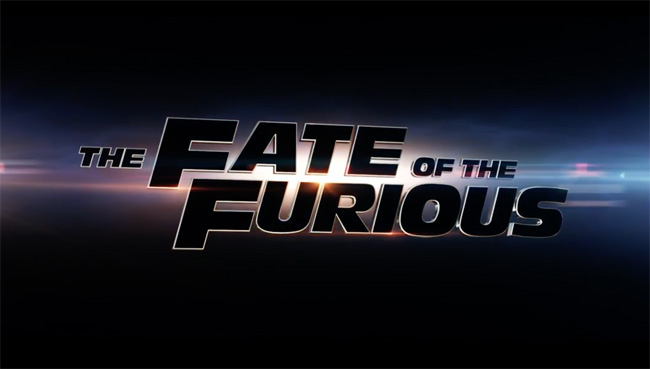 THE FATE OF THE
FURIOUS